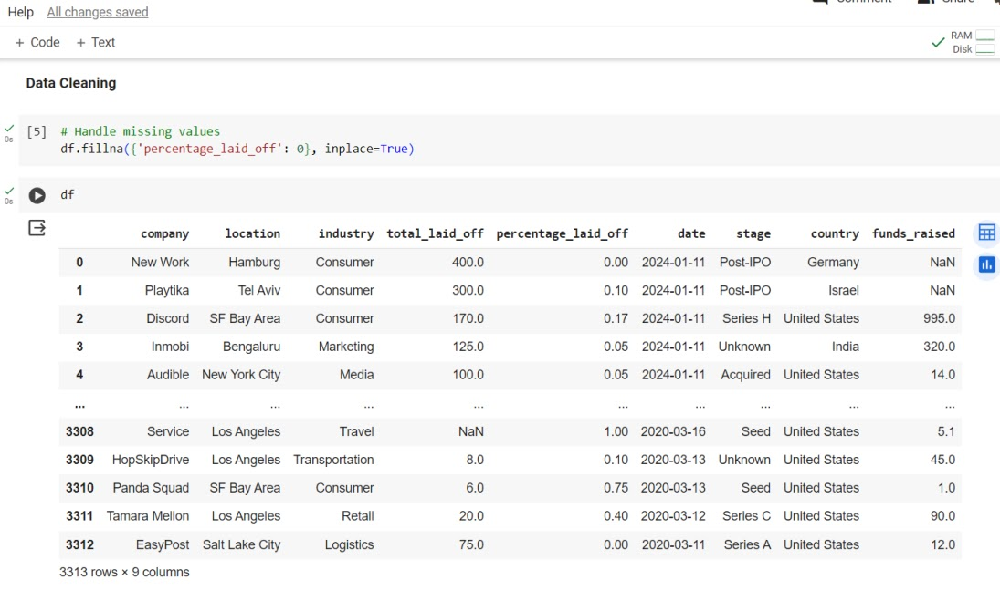 Help All changes saved Comment Share
+ Code + Text RAM
Disk
Data Cleaning
[5] # Handle missing values
0s df.fillna({'percentage_laid_off': 0}, inplace=True)
0s df
company location industry total_laid_off percentage_laid_off date stage country funds_raised
0 New Work Hamburg Consumer 400.0 0.00 2024-01-11 Post-IPO Germany NaN
1 Playtika Tel Aviv Consumer 300.0 0.10 2024-01-11 Post-IPO Israel NaN
2 Discord SF Bay Area Consumer 170.0 0.17 2024-01-11 Series H United States 995.0
3 Inmobi Bengaluru Marketing 125.0 0.05 2024-01-11 Unknown India 320.0
4 Audible New York City Media 100.0 0.05 2024-01-11 Acquired United States 14.0
... ... ... ... ... ... ... ... ... ...
3308 Service Los Angeles Travel NaN 1.00 2020-03-16 Seed United States 5.1
3309 HopSkipDrive Los Angeles Transportation 8.0 0.10 2020-03-13 Unknown United States 45.0
3310 Panda Squad SF Bay Area Consumer 6.0 0.75 2020-03-13 Seed United States 1.0
3311 Tamara Mellon Los Angeles Retail 20.0 0.40 2020-03-12 Series C United States 90.0
3312 EasyPost Salt Lake City Logistics 75.0 0.00 2020-03-11 Series A United States 12.0
3313 rows × 9 columns